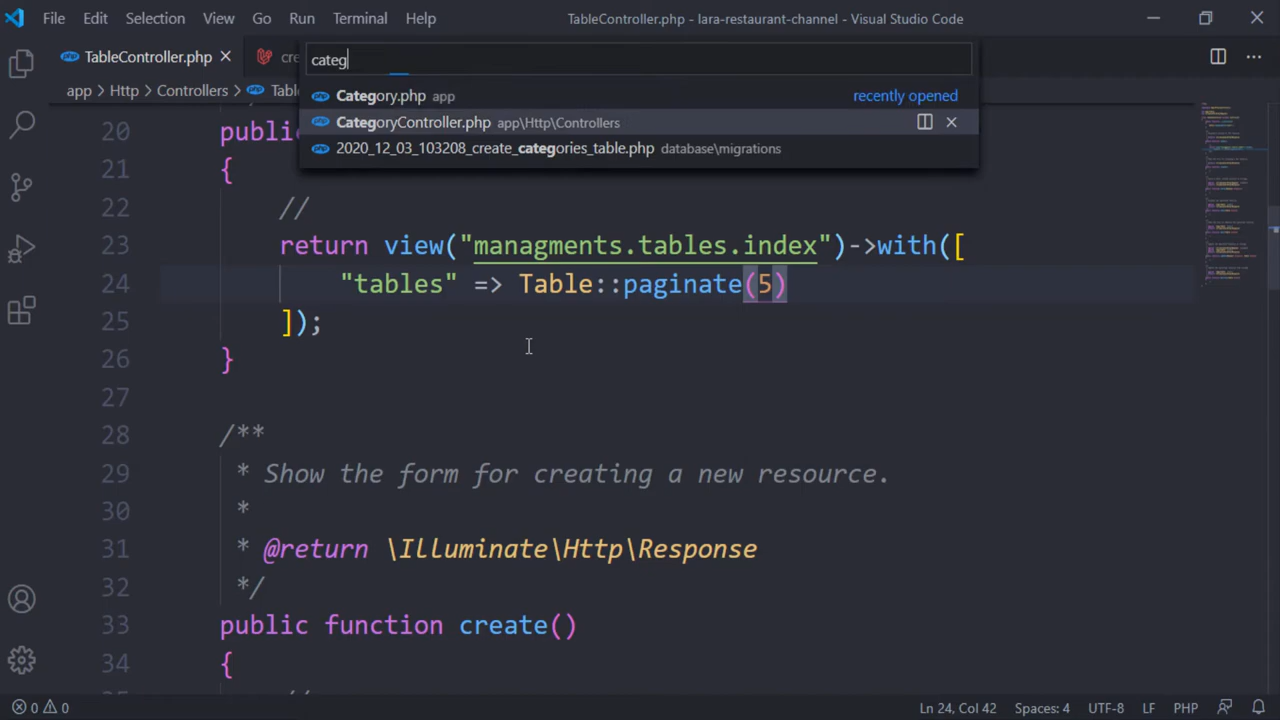 File Edit Selection View Go Run Terminal Help TableController.php - lara-restaurant-channel - Visual Studio Code
TableController.php cre
categ
app > Http > Controllers > Tab
Category.php app recently opened
CategoryController.php app\Http\Controllers
2020_12_03_103208_create_categories_table.php database\migrations
20 public
21 {
22 //
23 return view("managments.tables.index")->with([
24 "tables" => Table::paginate(5)
25 ]);
26 }
27
28 /**
29 * Show the form for creating a new resource.
30 *
31 * @return \Illuminate\Http\Response
32 */
33 public function create()
34 {
0 0 Ln 24, Col 42 Spaces: 4 UTF-8 LF PHP